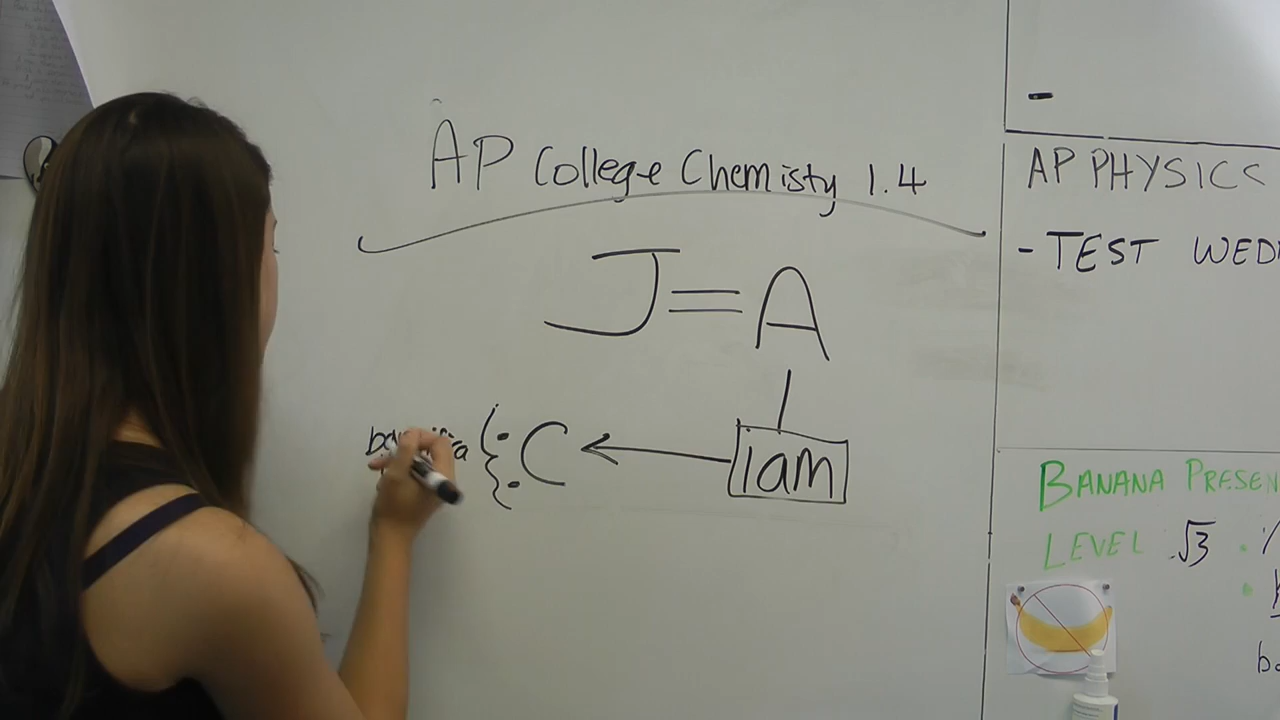 AP College Chemisty 1.4
J=A
C
iam
AP PHYSICS
- TEST WED
BANANA PRESEN
LEVEL √3